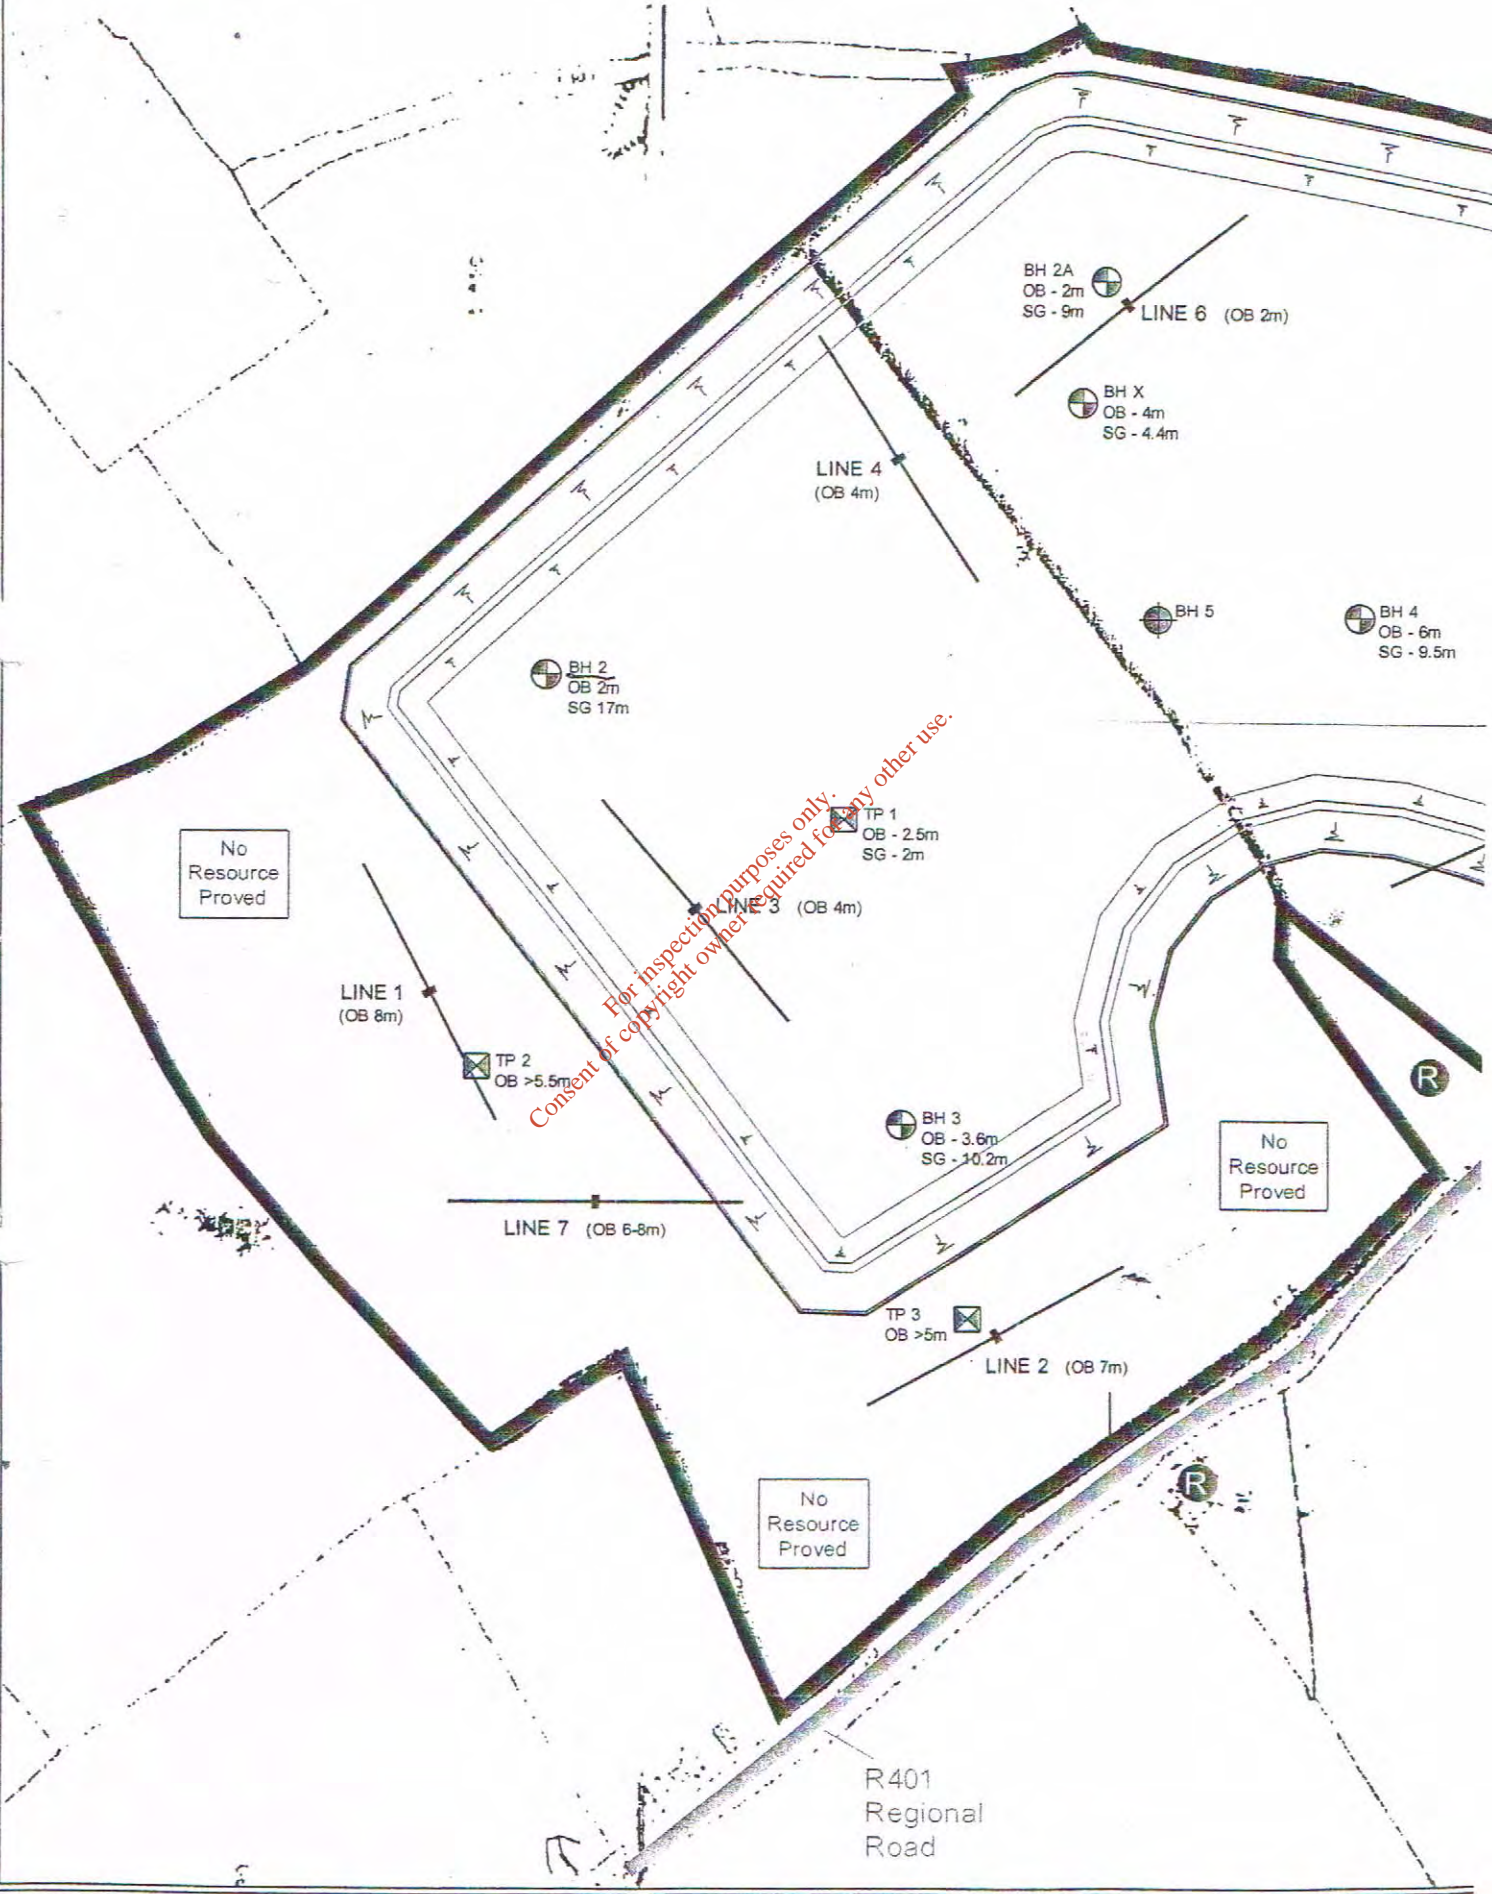 BH 2A
OB - 2m
SG - 9m
LINE 6 (OB 2m)
BH X
OB - 4m
SG - 4.4m
LINE 4
(OB 4m)
BH 5
BH 4
OB - 6m
SG - 9.5m
BH 2
OB 2m
SG 17m
TP 1
OB - 2.5m
SG - 2m
No
Resource
Proved
LINE 3 (OB 4m)
For inspection purposes only.
Consent of copyright owner required for any other use.
LINE 1
(OB 8m)
TP 2
OB >5.5m
R
BH 3
OB - 3.6m
SG - 10.2m
No
Resource
Proved
LINE 7 (OB 6-8m)
TP 3
OB >5m
LINE 2 (OB 7m)
R
No
Resource
Proved
R401
Regional
Road